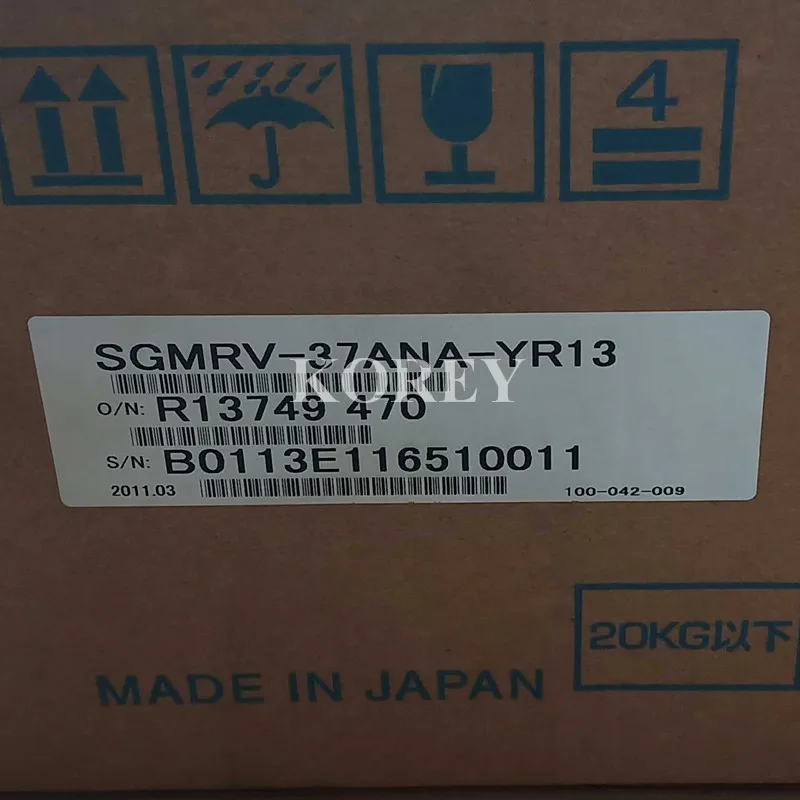 4
SGMRV-37ANA-YR13
KOREY
O/N: R13749 470
S/N: B0113E116510011
2011.03
100-042-009
20KG以下
MADE IN JAPAN